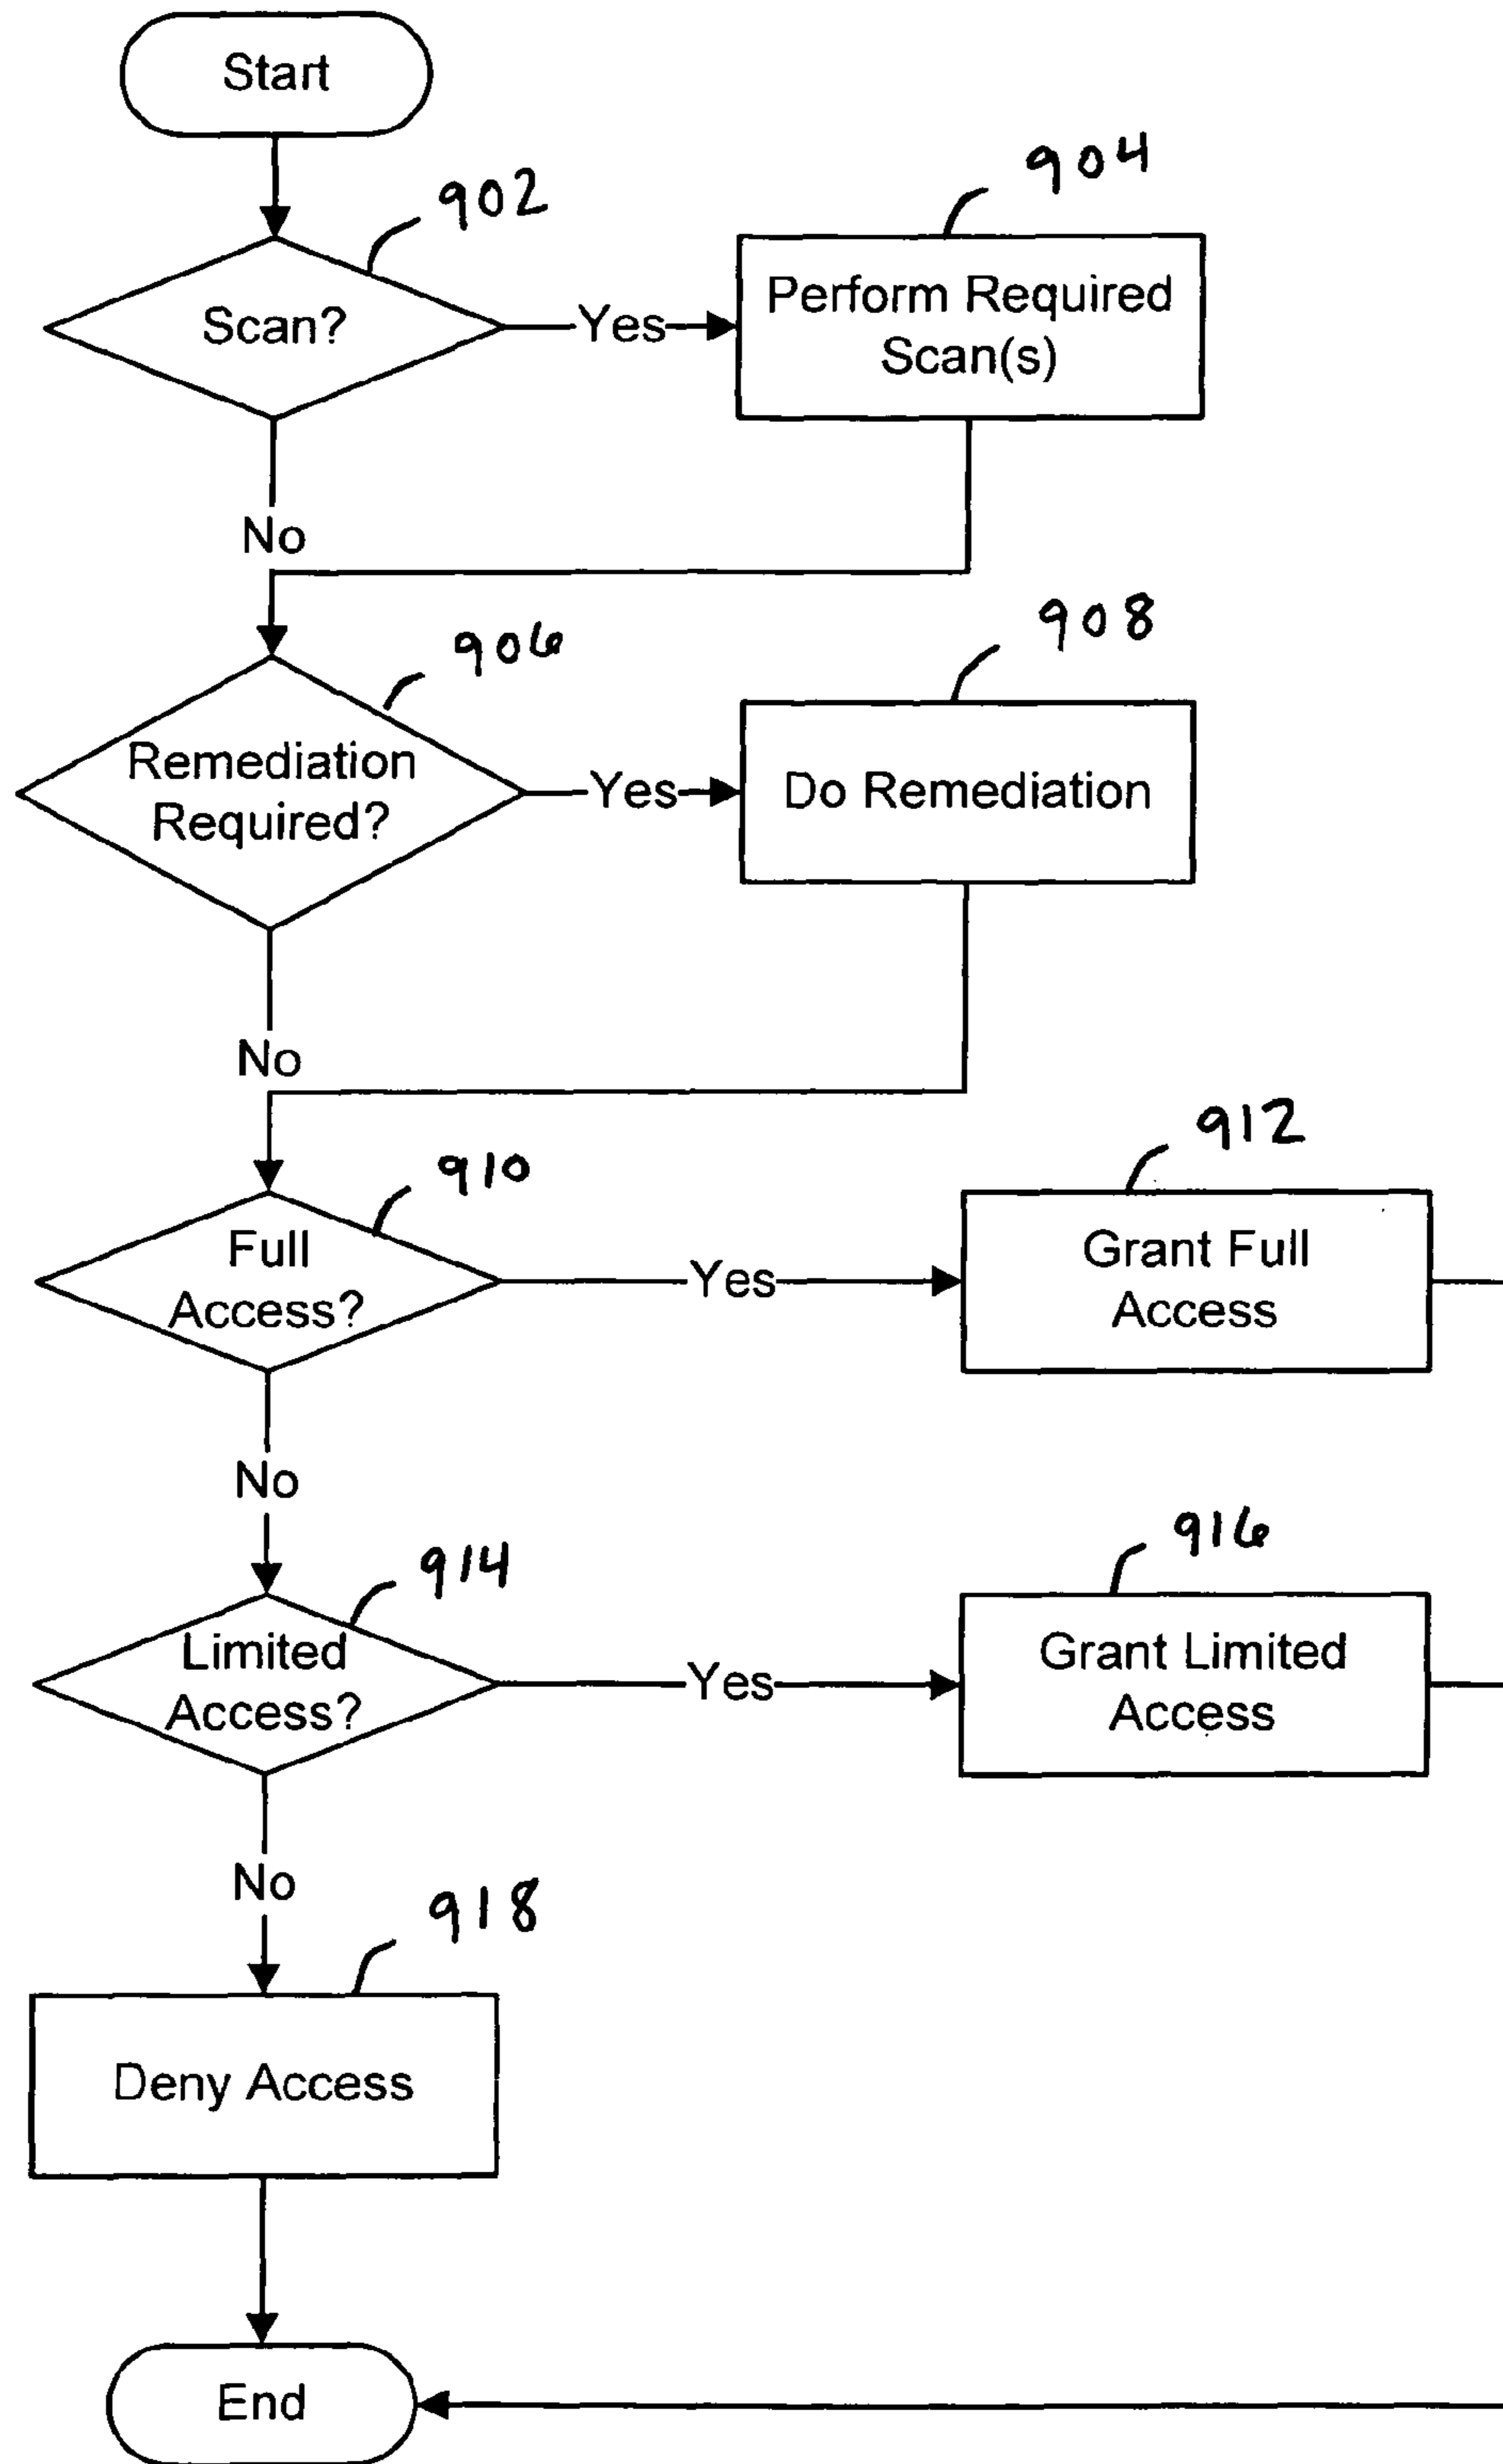 Start
902
904
Scan?
Yes
Perform Required
Scan(s)
No
906
908
Remediation
Required?
Yes
Do Remediation
No
910
912
Full
Access?
Yes
Grant Full
Access
No
914
916
Limited
Access?
Yes
Grant Limited
Access
No
918
Deny Access
End